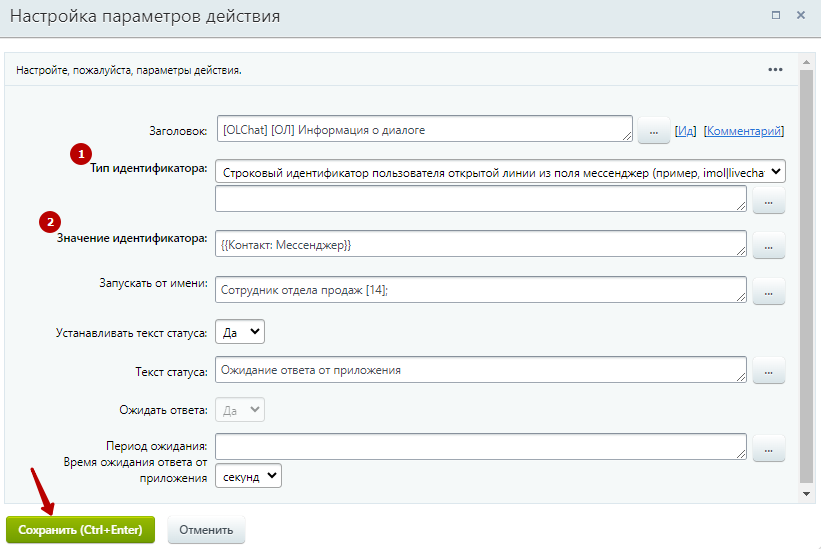 Настройка параметров действия
Настройте, пожалуйста, параметры действия.
Заголовок: [OLChat] [ОЛ] Информация о диалоге ... [Ид] [Комментарий]
1
Тип идентификатора: Строковый идентификатор пользователя открытой линии из поля мессенджер (пример, imol|livecha
...
2
Значение идентификатора: {{Контакт: Мессенджер}} ...
Запускать от имени: Сотрудник отдела продаж [14]; ...
Устанавливать текст статуса: Да
Текст статуса: Ожидание ответа от приложения ...
Ожидать ответа: Да
Период ожидания: ...
Время ожидания ответа от
приложения секунд
Сохранить (Ctrl+Enter) Отменить